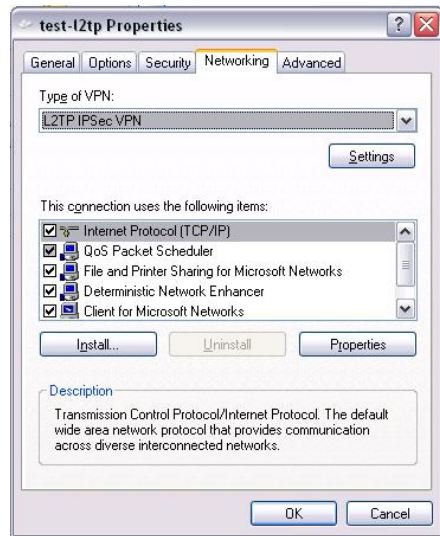 test-l2tp Properties
General Options Security Networking Advanced
Type of VPN:
L2TP IPSec VPN
Settings
This connection uses the following items:
Internet Protocol (TCP/IP)
QoS Packet Scheduler
File and Printer Sharing for Microsoft Networks
Deterministic Network Enhancer
Client for Microsoft Networks
Install... Uninstall Properties
Description
Transmission Control Protocol/Internet Protocol. The default
wide area network protocol that provides communication
across diverse interconnected networks.
OK Cancel